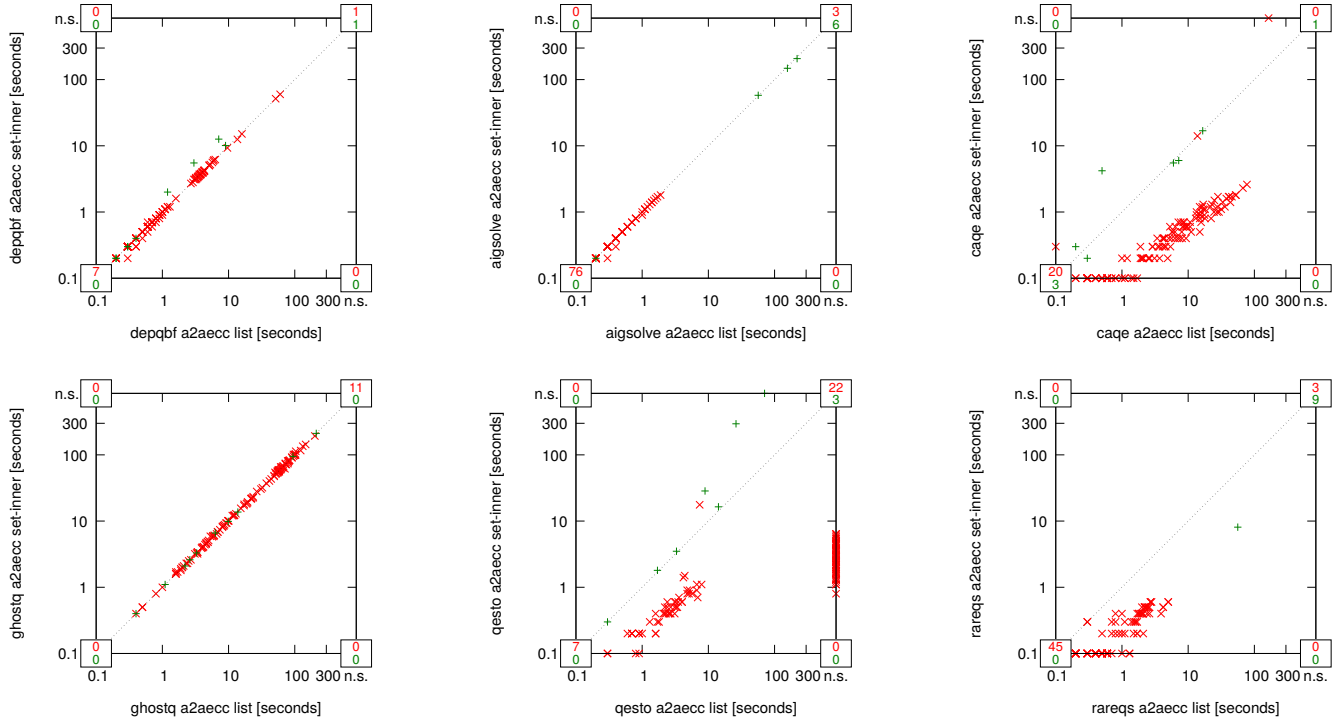 n.s. 0 0 1 1
300
100
10
1
0.1 7 0 0 0
0.1 1 10 100 300 n.s.
depqbf a2aecc set-inner [seconds]
depqbf a2aecc list [seconds]
n.s. 0 0 3 6
300
100
10
1
0.1 76 0 0 0
0.1 1 10 100 300 n.s.
aigsolve a2aecc set-inner [seconds]
aigsolve a2aecc list [seconds]
n.s. 0 0 0 1
300
100
10
1
0.1 20 3 0 0
0.1 1 10 100 300 n.s.
caqe a2aecc set-inner [seconds]
caqe a2aecc list [seconds]
n.s. 0 0 11 0
300
100
10
1
0.1 0 0 0 0
0.1 1 10 100 300 n.s.
ghostq a2aecc set-inner [seconds]
ghostq a2aecc list [seconds]
n.s. 0 0 22 3
300
100
10
1
0.1 7 0 0 0
0.1 1 10 100 300 n.s.
qesto a2aecc set-inner [seconds]
qesto a2aecc list [seconds]
n.s. 0 0 3 9
300
100
10
1
0.1 45 0 0 0
0.1 1 10 100 300 n.s.
rareqs a2aecc set-inner [seconds]
rareqs a2aecc list [seconds]